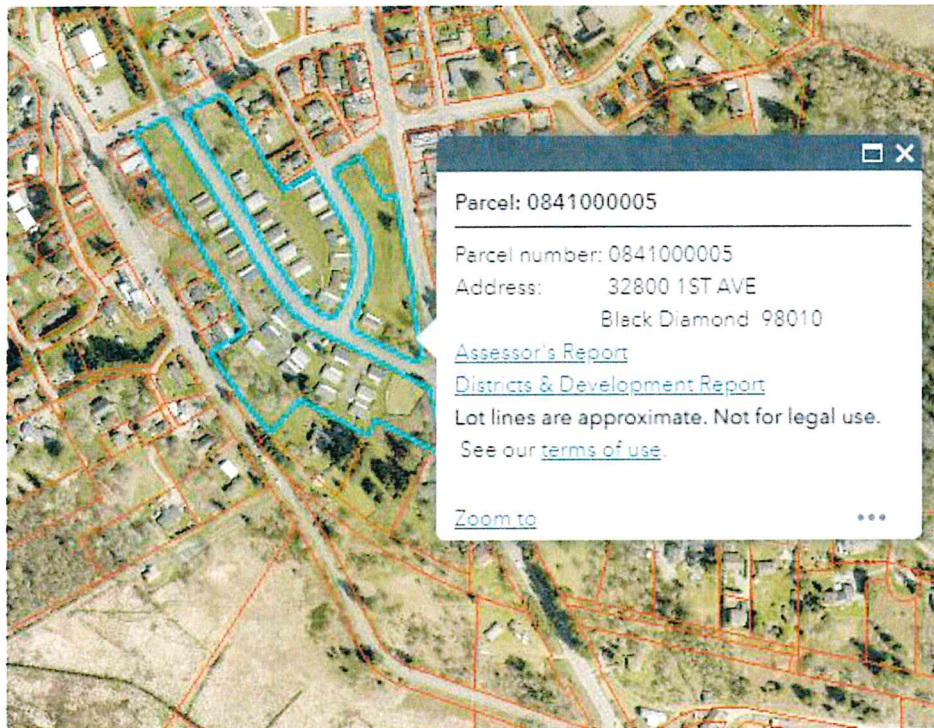 Parcel: 0841000005
Parcel number: 0841000005
Address: 32800 1ST AVE
Black Diamond 98010
Assessor's Report
Districts & Development Report
Lot lines are approximate. Not for legal use.
See our terms of use.
Zoom to